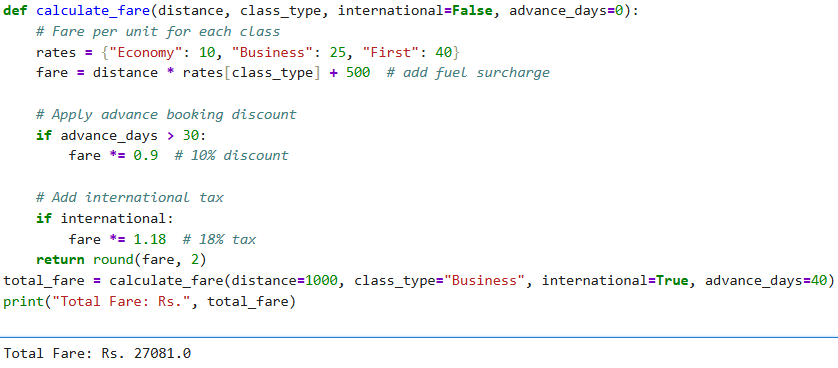 def calculate_fare(distance, class_type, international=False, advance_days=0):
    # Fare per unit for each class
    rates = {"Economy": 10, "Business": 25, "First": 40}
    fare = distance * rates[class_type] + 500  # add fuel surcharge

    # Apply advance booking discount
    if advance_days > 30:
        fare *= 0.9  # 10% discount

    # Add international tax
    if international:
        fare *= 1.18  # 18% tax
    return round(fare, 2)
total_fare = calculate_fare(distance=1000, class_type="Business", international=True, advance_days=40)
print("Total Fare: Rs.", total_fare)

Total Fare: Rs. 27081.0